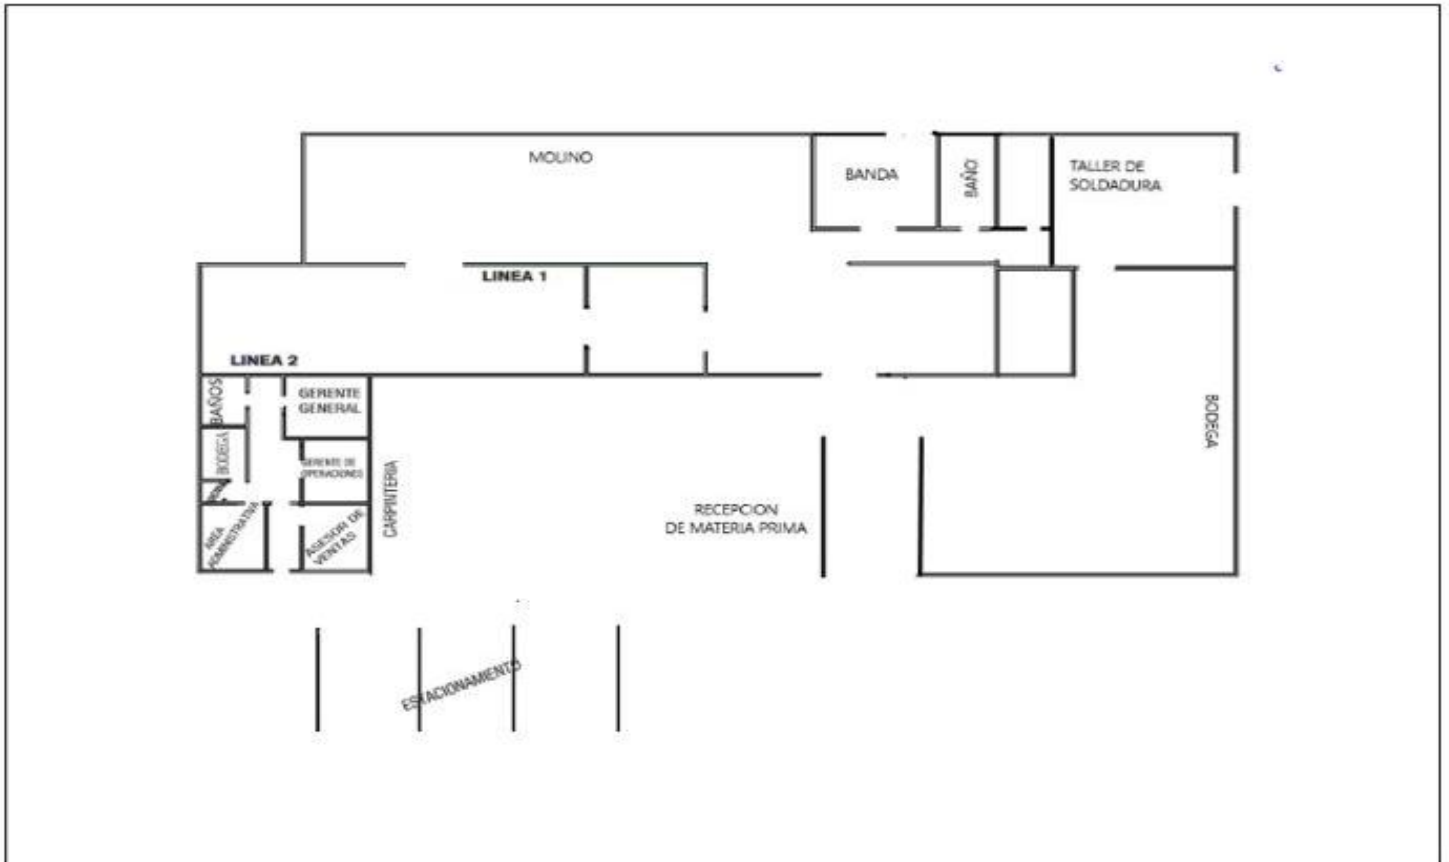 MOLINO
BANDA
BAÑO
TALLER DE
SOLDADURA
LINEA 1
LINEA 2
BAÑOS
GERENTE
GENERAL
BODEGA
GERENTE DE
OPERACIONES
CARPINTERIA
AREA
ADMINISTRATIVA
ASESOR DE
VENTAS
RECEPCION
DE MATERIA PRIMA
BODEGA
ESTACIONAMIENTO